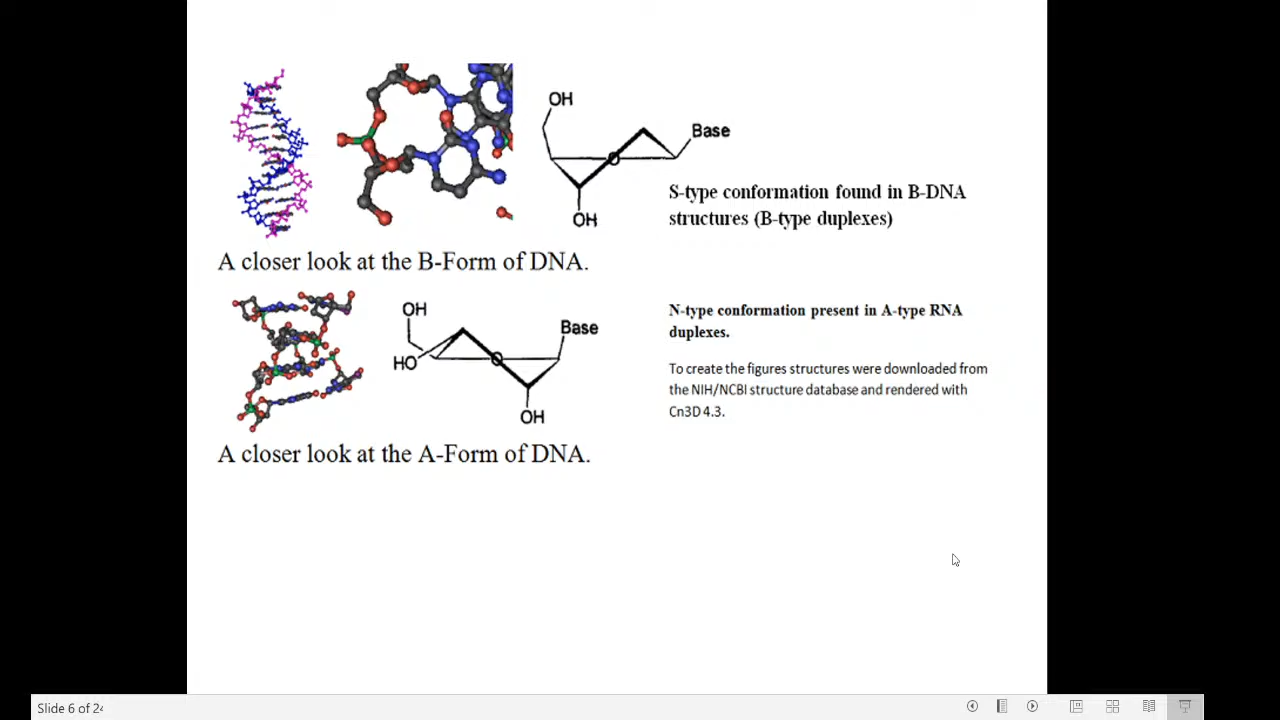 OH
Base
OH
S-type conformation found in B-DNA
structures (B-type duplexes)
A closer look at the B-Form of DNA.
OH
Base
HO
OH
N-type conformation present in A-type RNA
duplexes.
To create the figures structures were downloaded from
the NIH/NCBI structure database and rendered with
Cn3D 4.3.
A closer look at the A-Form of DNA.
Slide 6 of 24